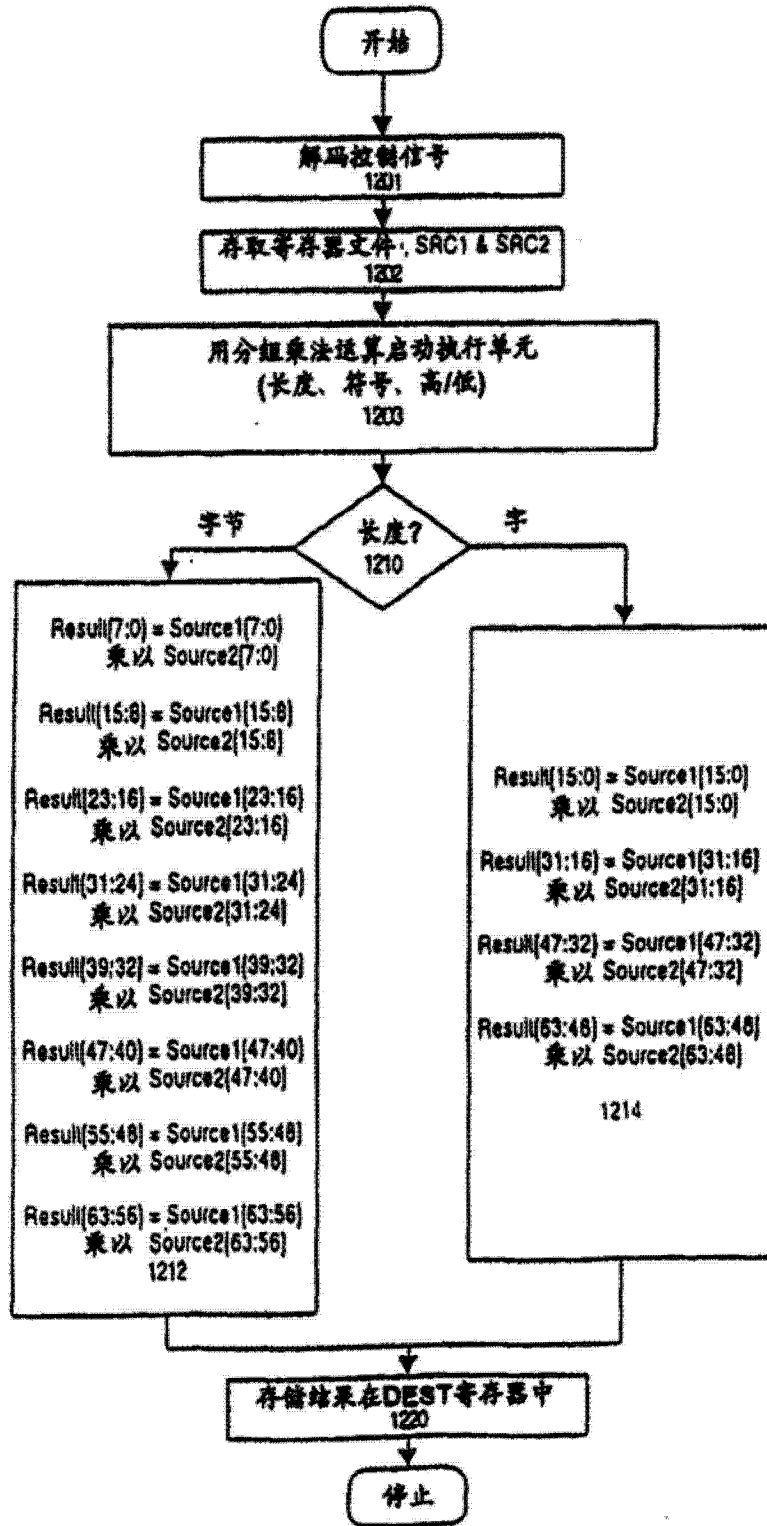 开始
解码控制信号
1201
存取寄存器文件, SRC1 & SRC2
1202
用分组乘法运算启动执行单元
(长度、符号、高/低)
1203
长度?
1210
字节
字
Result(7:0) = Source1(7:0)
乘以 Source2(7:0)
Result(15:8) = Source1(15:8)
乘以 Source2(15:8)
Result(23:16) = Source1(23:16)
乘以 Source2(23:16)
Result(31:24) = Source1(31:24)
乘以 Source2(31:24)
Result(39:32) = Source1(39:32)
乘以 Source2(39:32)
Result(47:40) = Source1(47:40)
乘以 Source2(47:40)
Result(55:48) = Source1(55:48)
乘以 Source2(55:48)
Result(63:56) = Source1(63:56)
乘以 Source2(63:56)
1212
Result(15:0) = Source1(15:0)
乘以 Source2(15:0)
Result(31:16) = Source1(31:16)
乘以 Source2(31:16)
Result(47:32) = Source1(47:32)
乘以 Source2(47:32)
Result(63:48) = Source1(63:48)
乘以 Source2(63:48)
1214
存储结果在DEST寄存器中
1220
停止